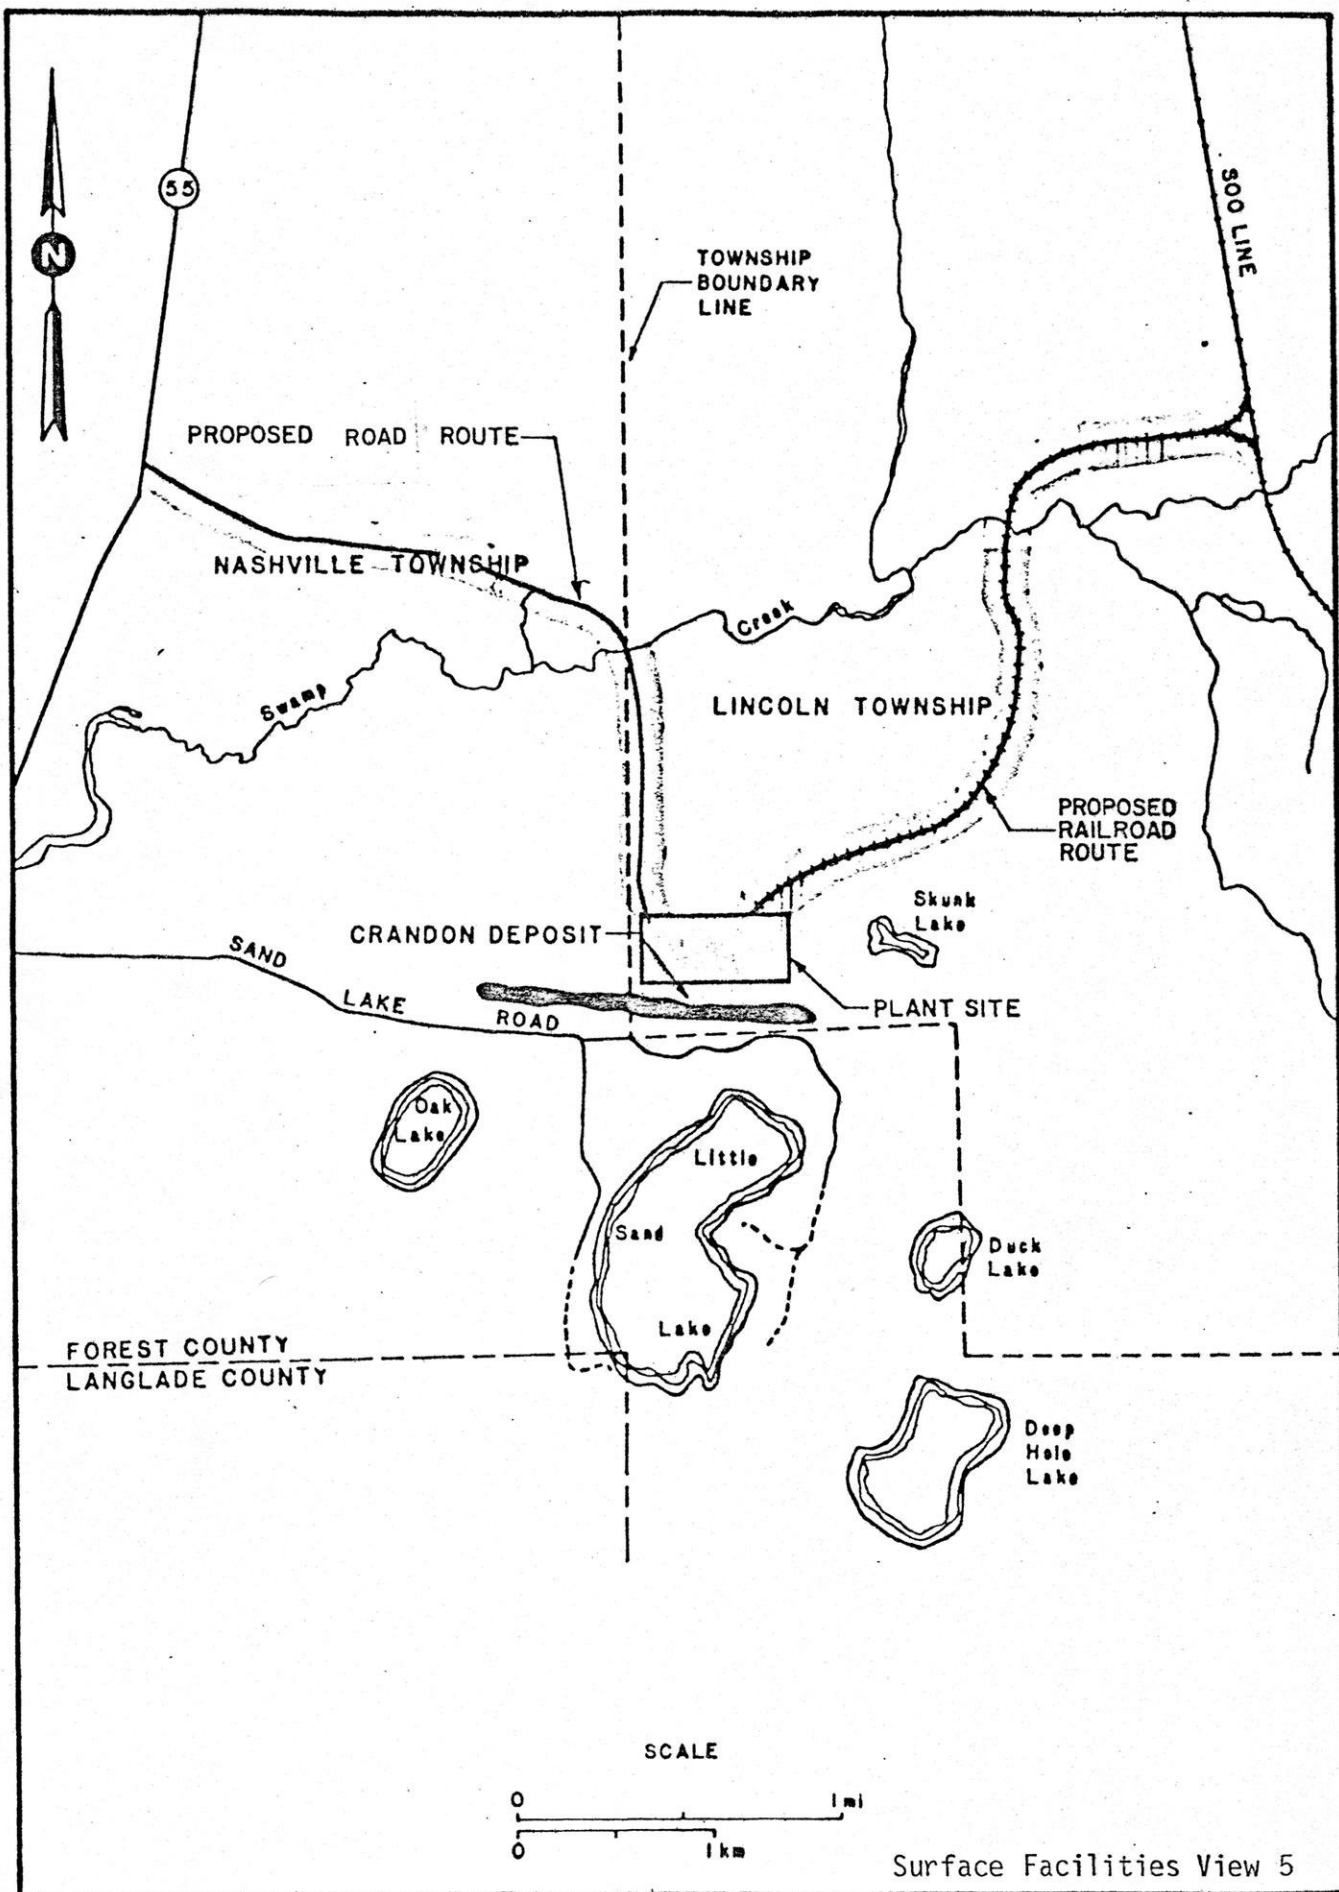 55
N
SOO LINE
TOWNSHIP
BOUNDARY
LINE
PROPOSED ROAD ROUTE
NASHVILLE TOWNSHIP
Swamp
Creek
LINCOLN TOWNSHIP
PROPOSED
RAILROAD
ROUTE
Skunk
Lake
CRANDON DEPOSIT
SAND
LAKE
ROAD
PLANT SITE
Oak
Lake
Little
Sand
Lake
Duck
Lake
FOREST COUNTY
LANGLADE COUNTY
Deep
Hole
Lake
SCALE
0 1 mi
0 1 km
Surface Facilities View 5